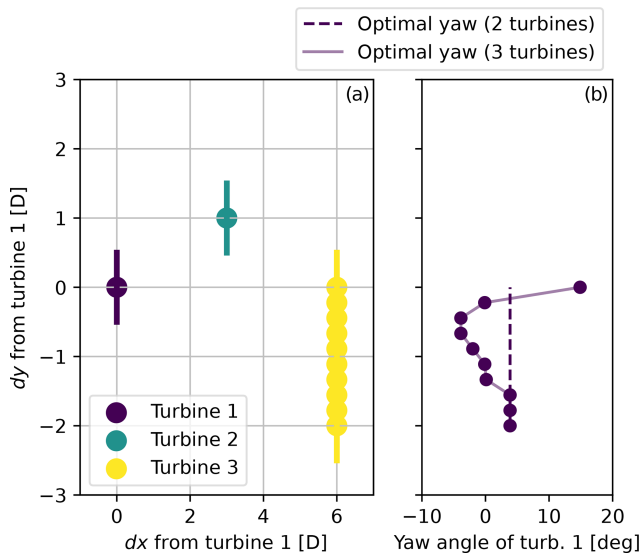 Optimal yaw (2 turbines)
Optimal yaw (3 turbines)
(a)
(b)
3
2
1
0
−1
−2
−3
dy from turbine 1 [D]
Turbine 1
Turbine 2
Turbine 3
0 2 4 6
−10 0 10 20
dx from turbine 1 [D]
Yaw angle of turb. 1 [deg]